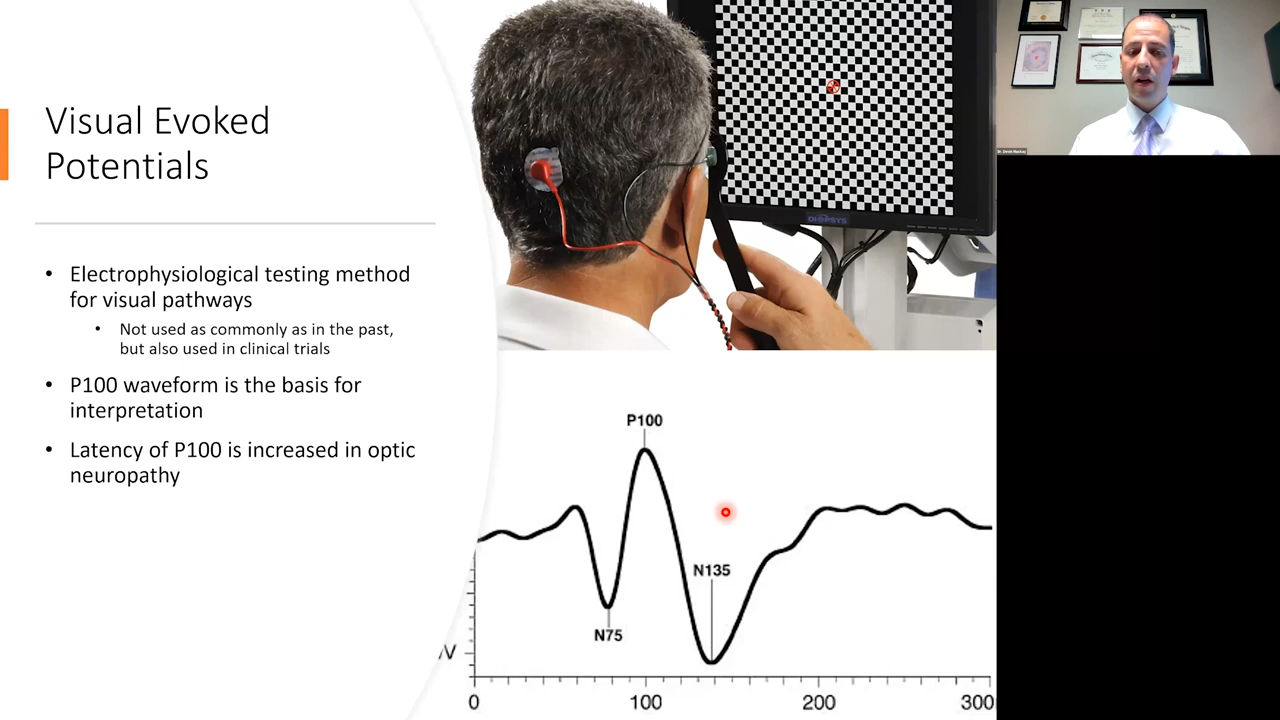 Visual Evoked
Potentials
• Electrophysiological testing method
for visual pathways
• Not used as commonly as in the past,
but also used in clinical trials
• P100 waveform is the basis for
interpretation
• Latency of P100 is increased in optic
neuropathy
DIOPSYS
P100
N135
N75
V
0
100
200
300